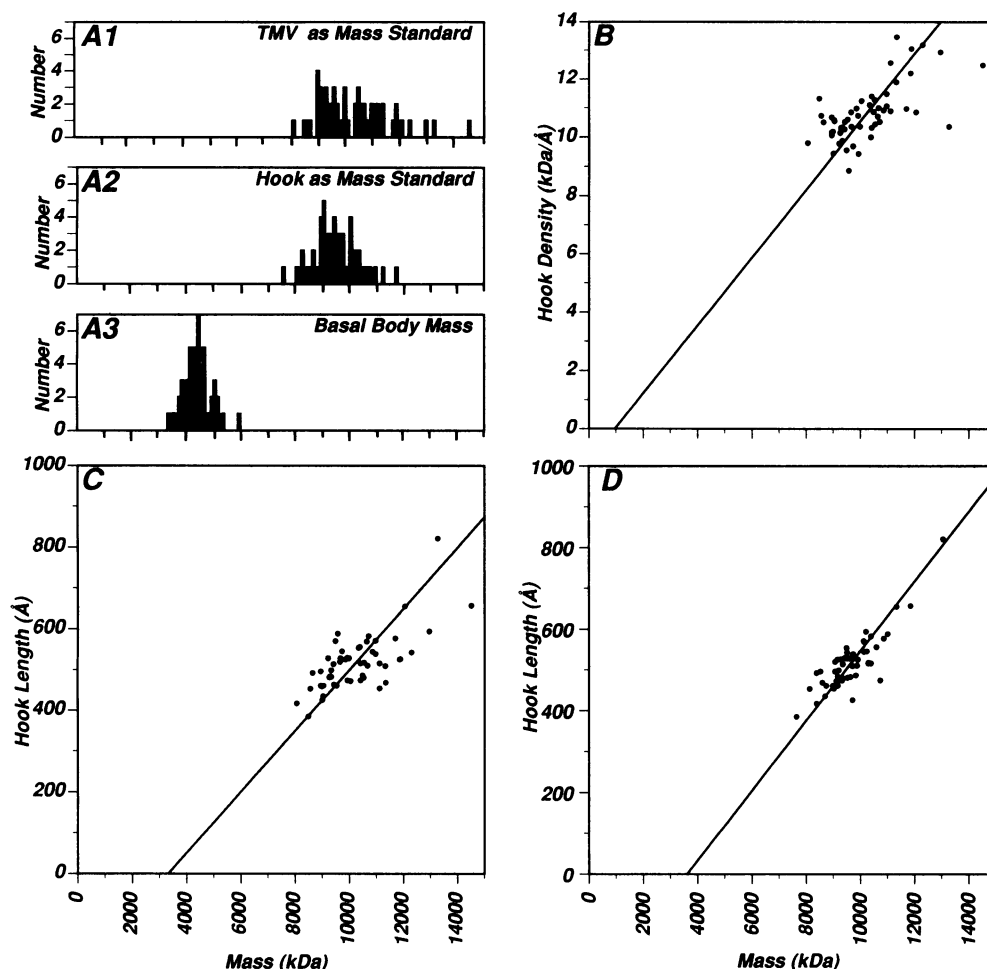 A1
TMV as Mass Standard
Number
6
4
2
0
A2
Hook as Mass Standard
Number
6
4
2
0
A3
Basal Body Mass
Number
6
4
2
0
B
Hook Density (kDa/Å)
14
12
10
8
6
4
2
0
C
Hook Length (Å)
1000
800
600
400
200
0
0
2000
4000
6000
8000
10000
12000
14000
Mass (kDa)
D
Hook Length (Å)
1000
800
600
400
200
0
0
2000
4000
6000
8000
10000
12000
14000
Mass (kDa)